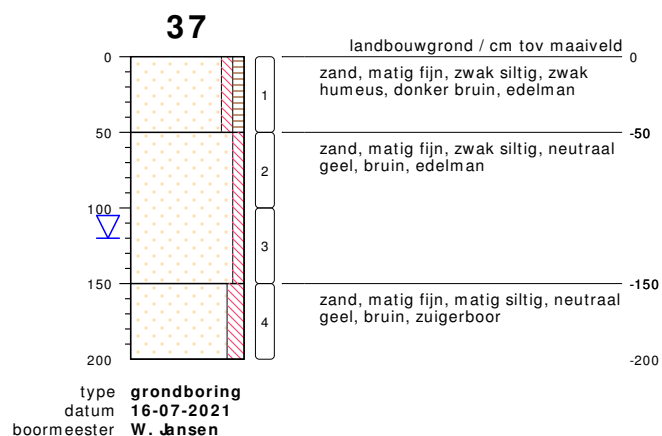 37
landbouwgrond / cm tov maaiveld
0
0
zand, matig fijn, zwak siltig, zwak
humeus, donker bruin, edelman
1
50
-50
zand, matig fijn, zwak siltig, neutraal
geel, bruin, edelman
2
100
3
150
-150
zand, matig fijn, matig siltig, neutraal
geel, bruin, zuigerboor
4
200
-200
type grondboring
datum 16-07-2021
boormeester W. Jansen